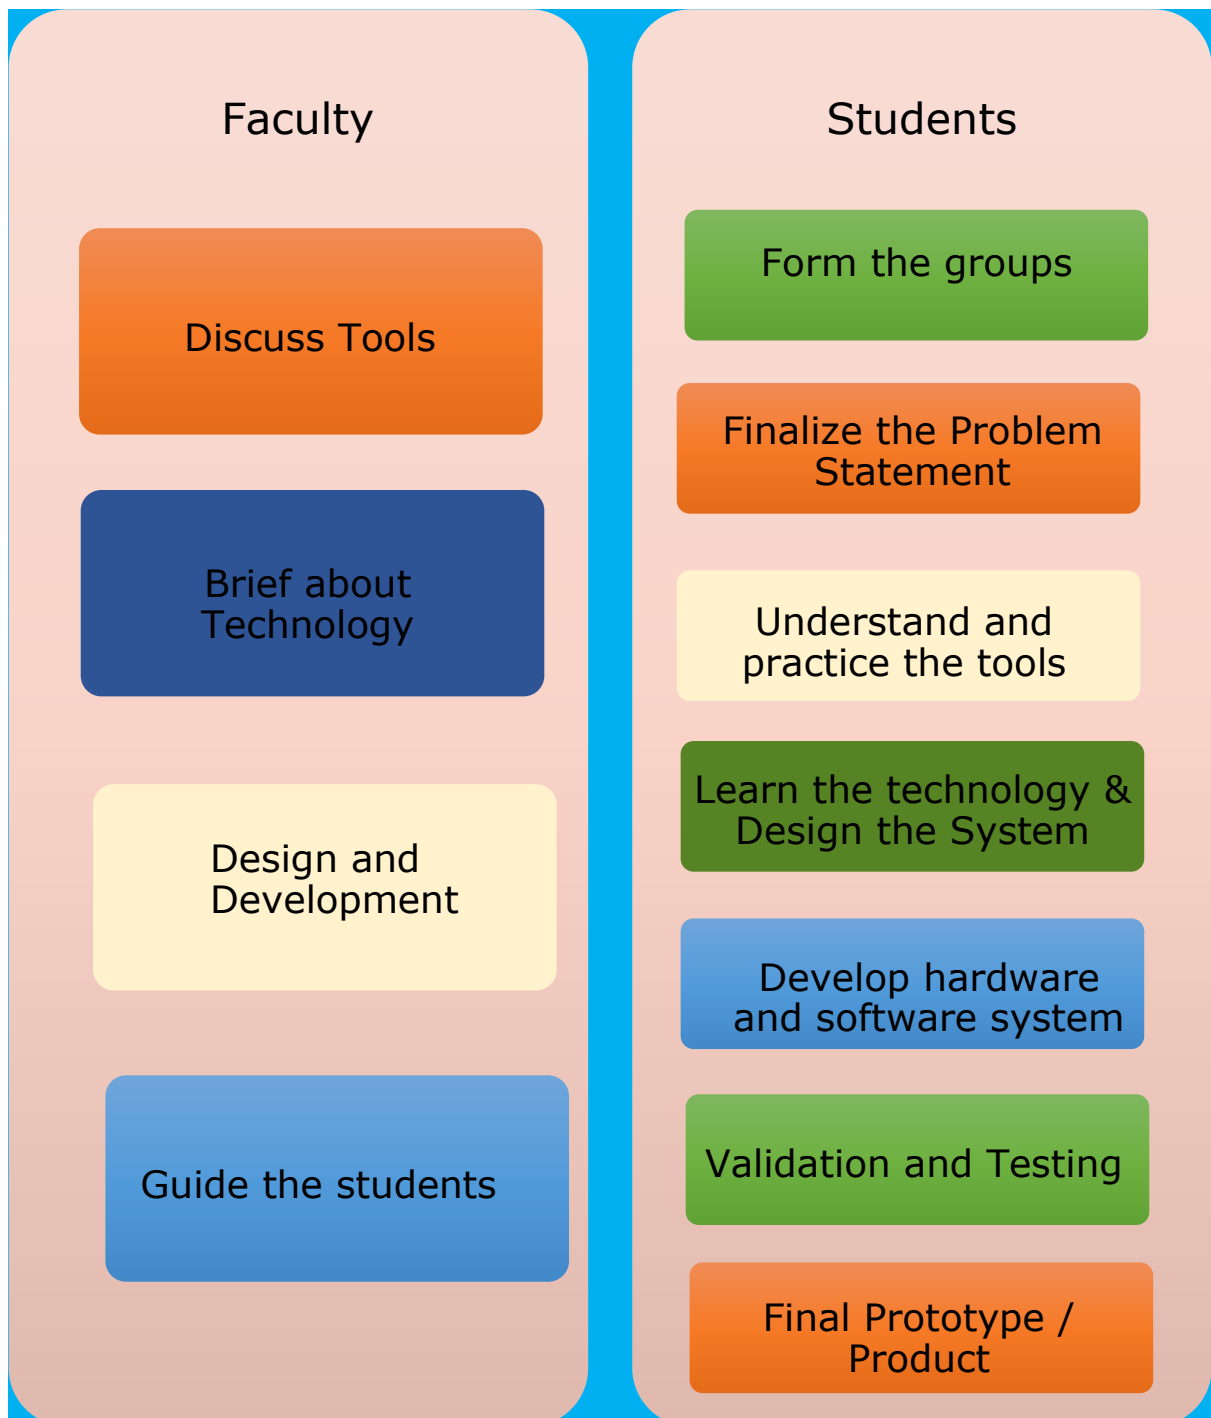 Faculty
Discuss Tools
Brief about
Technology
Design and
Development
Guide the students
Students
Form the groups
Finalize the Problem
Statement
Understand and
practice the tools
Learn the technology &
Design the System
Develop hardware
and software system
Validation and Testing
Final Prototype /
Product